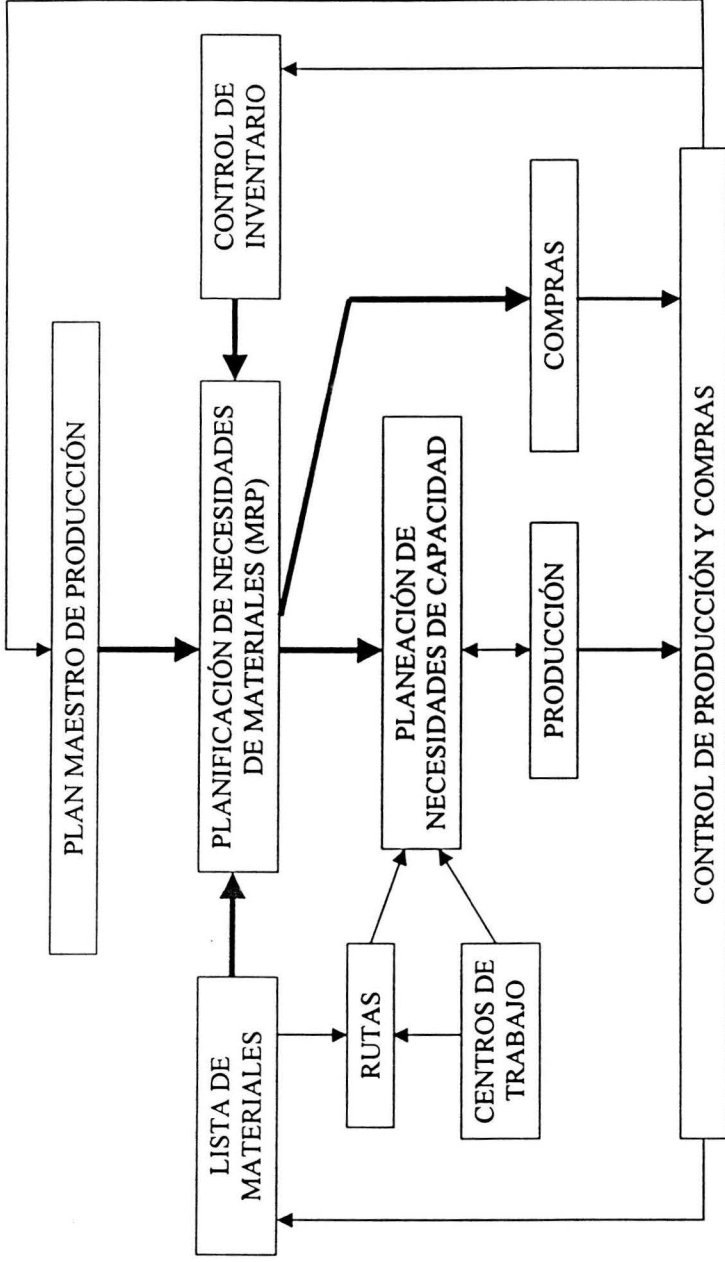 PLAN MAESTRO DE PRODUCCIÓN
LISTA DE
MATERIALES
PLANIFICACIÓN DE NECESIDADES
DE MATERIALES (MRP)
CONTROL DE
INVENTARIO
RUTAS
CENTROS DE
TRABAJO
PLANEACIÓN DE
NECESIDADES DE CAPACIDAD
PRODUCCIÓN
COMPRAS
CONTROL DE PRODUCCIÓN Y COMPRAS